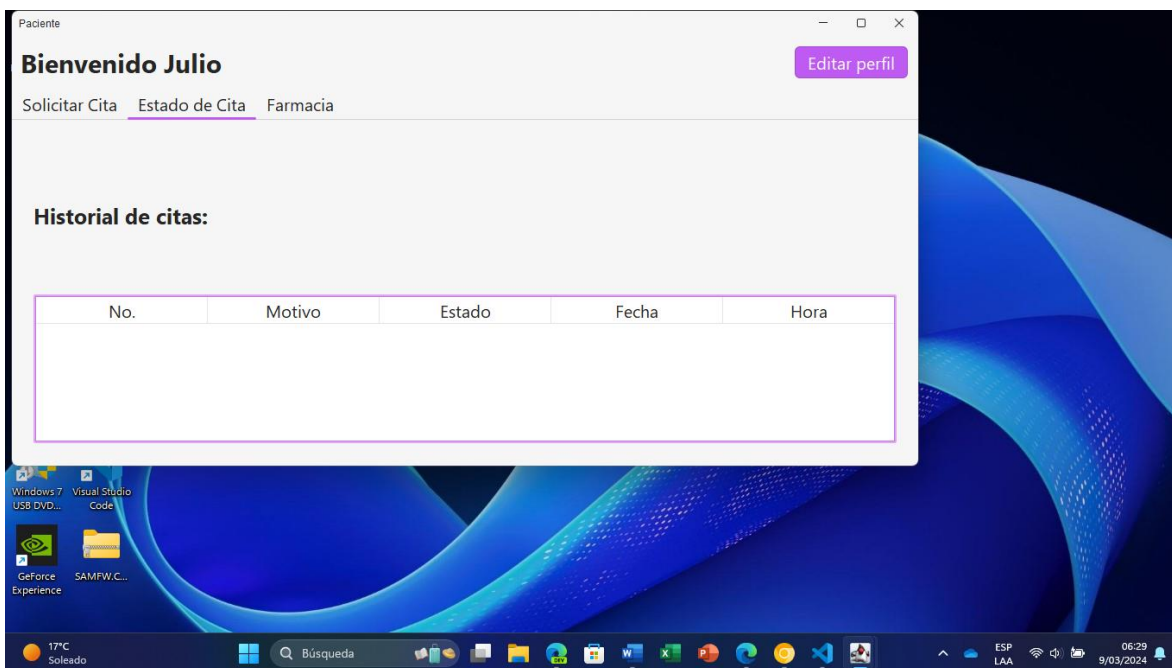 Paciente
Bienvenido Julio
Editar perfil
Solicitar Cita Estado de Cita Farmacia
Historial de citas:
No. Motivo Estado Fecha Hora
Windows 7
USB DVD...
Visual Studio
Code
GeForce
Experience
SAMFW.C...
17°C
Soleado
Búsqueda
DEV
ESP
LAA
06:29
9/03/2024